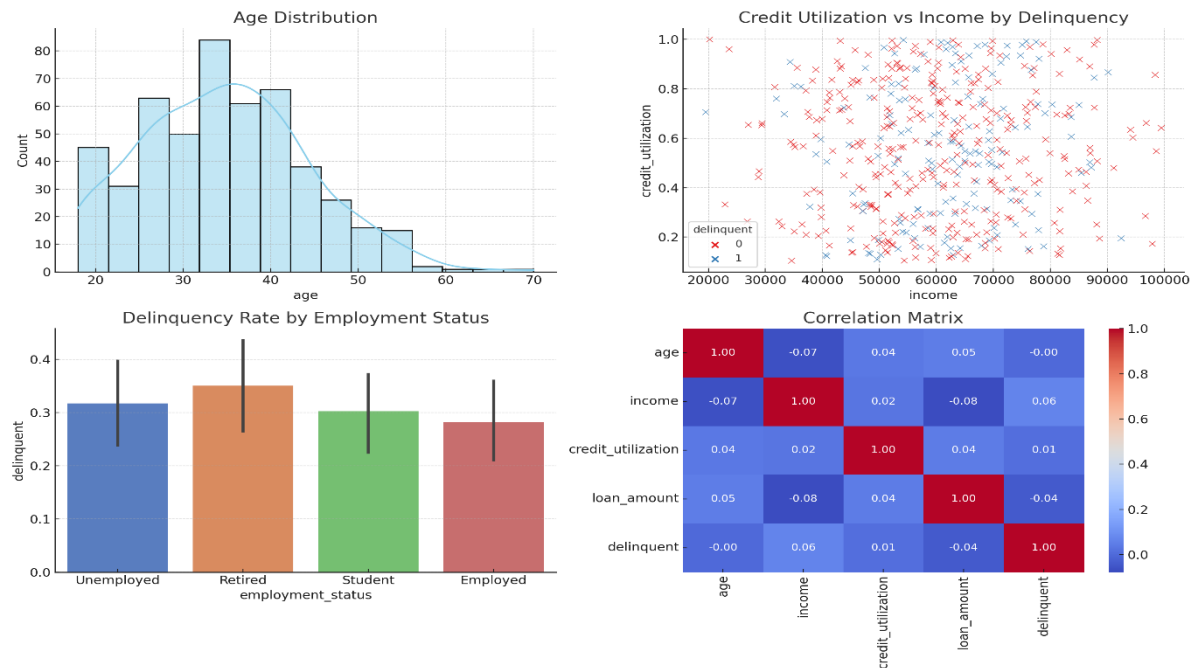 Age Distribution
Count
80
70
60
50
40
30
20
10
0
20
30
40
50
60
70
age
Credit Utilization vs Income by Delinquency
credit_utilization
1.0
0.8
0.6
0.4
0.2
delinquent
0
1
20000
30000
40000
50000
60000
70000
80000
90000
100000
income
Delinquency Rate by Employment Status
delinquent
0.4
0.3
0.2
0.1
0.0
Unemployed
Retired
Student
Employed
employment_status
Correlation Matrix
age
1.00
-0.07
0.04
0.05
-0.00
income
-0.07
1.00
0.02
-0.08
0.06
credit_utilization
0.04
0.02
1.00
0.04
0.01
loan_amount
0.05
-0.08
0.04
1.00
-0.04
delinquent
-0.00
0.06
0.01
-0.04
1.00
age
income
credit_utilization
loan_amount
delinquent
1.0
0.8
0.6
0.4
0.2
0.0